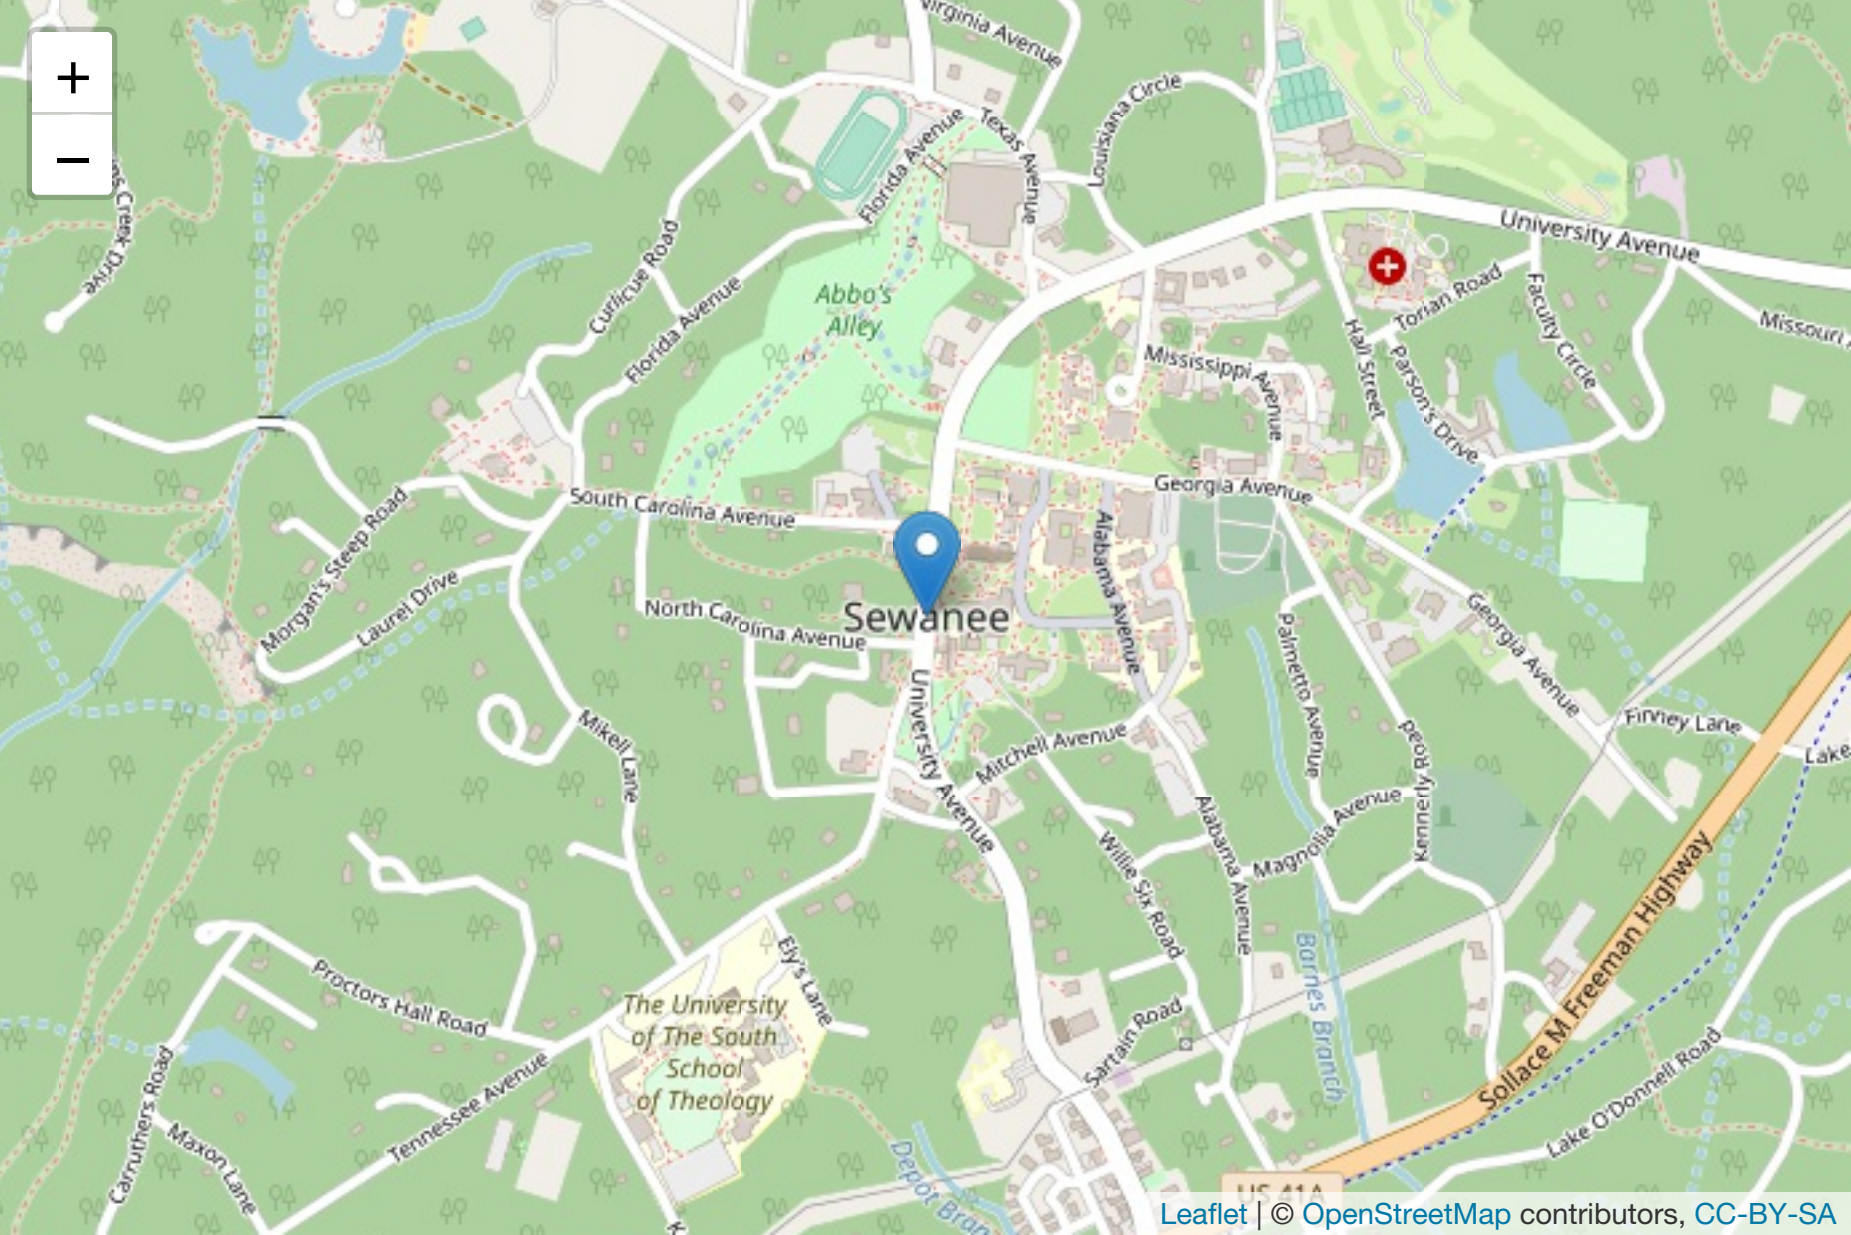 +
−
Virginia Avenue
Louisiana Circle
Texas Avenue
Florida Avenue
Creek Drive
Curlicue Road
University Avenue
Abbo's
Alley
Torian Road
Faculty Circle
Missouri
Florida Avenue
Hall Street
Parson's Drive
Mississippi Avenue
Georgia Avenue
South Carolina Avenue
Morgan's Steep Road
Laurel Drive
Alabama Avenue
Sewanee
North Carolina Avenue
Georgia Avenue
Palmetto Avenue
University Avenue
Mikell Lane
Mitchell Avenue
Kennerly Road
Finney Lane
Lake
Magnolia Avenue
Alabama Avenue
Willie Six Road
Sollace M Freeman Highway
Ely's Lane
Proctors Hall Road
The University
of The South
School
of Theology
Barnes Branch
Sartain Road
Lake O'Donnell Road
Tennessee Avenue
Carruthers Road
Maxon Lane
Depot Bran
K
US 41A
Leaflet | © OpenStreetMap contributors, CC-BY-SA